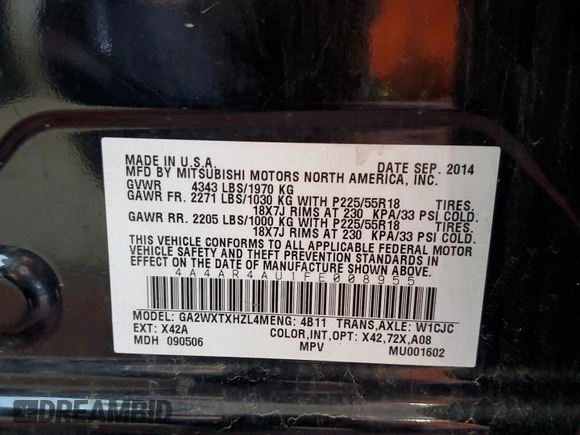 MADE IN U.S.A. DATE SEP. 2014
MFD BY MITSUBISHI MOTORS NORTH AMERICA, INC.
GVWR 4343 LBS/1970 KG
GAWR FR. 2271 LBS/1030 KG WITH P225/55R18 TIRES,
18X7J RIMS AT 230 KPA/33 PSI COLD.
GAWR RR. 2205 LBS/1000 KG WITH P225/55R18 TIRES,
18X7J RIMS AT 230 KPA/33 PSI COLD.
THIS VEHICLE CONFORMS TO ALL APPLICABLE FEDERAL MOTOR
VEHICLE SAFETY AND THEFT PREVENTION STANDARDS IN
EFFECT ON THE DATE OF MANUFACTURE SHOWN ABOVE.
4A4AR4AU1FE008955
MODEL: GA2WXTXHZL4MENG: 4B11 TRANS,AXLE: W1CJC
EXT: X42A COLOR,INT,OPT: X42,72X,A08
MDH 090506 MPV MU001602
DREAMBID